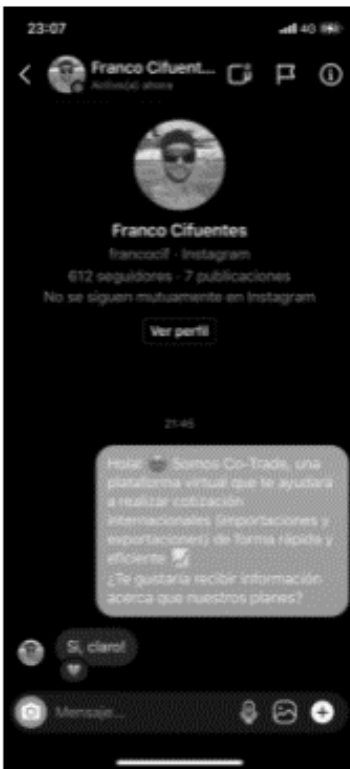 23:07
4G
Franco Cifuent...
Activo(a) ahora
Franco Cifuentes
francocif · Instagram
612 seguidores · 7 publicaciones
No se siguen mutuamente en Instagram
Ver perfil
21:45
Hola! Somos Co-Trade, una
plataforma virtual que te ayudara
a realizar cotización
internacionales (importaciones y
exportaciones) de forma rápida y
eficiente
¿Te gustaría recibir información
acerca que nuestros planes?
Si, claro!
Mensaje...